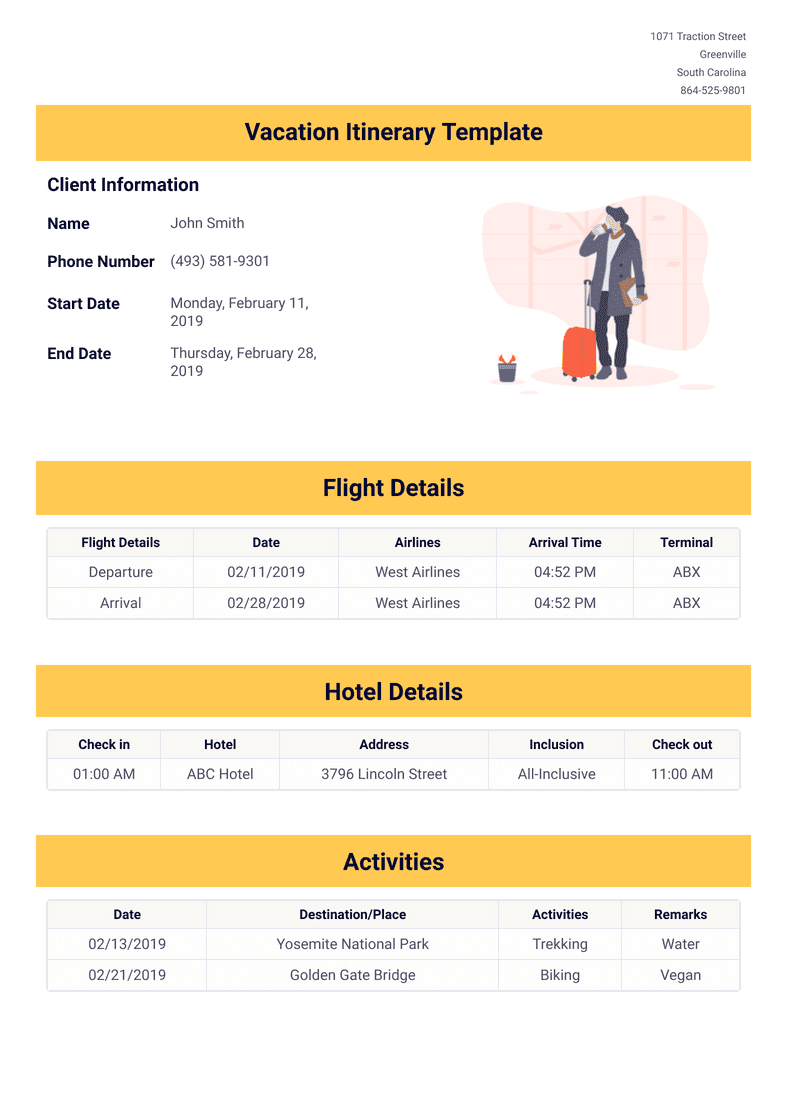 1071 Traction Street
Greenville
South Carolina
864-525-9801
Vacation Itinerary Template
Client Information
Name John Smith
Phone Number (493) 581-9301
Start Date Monday, February 11,
2019
End Date Thursday, February 28,
2019
Flight Details
Flight Details Date Airlines Arrival Time Terminal
Departure 02/11/2019 West Airlines 04:52 PM ABX
Arrival 02/28/2019 West Airlines 04:52 PM ABX
Hotel Details
Check in Hotel Address Inclusion Check out
01:00 AM ABC Hotel 3796 Lincoln Street All-Inclusive 11:00 AM
Activities
Date Destination/Place Activities Remarks
02/13/2019 Yosemite National Park Trekking Water
02/21/2019 Golden Gate Bridge Biking Vegan